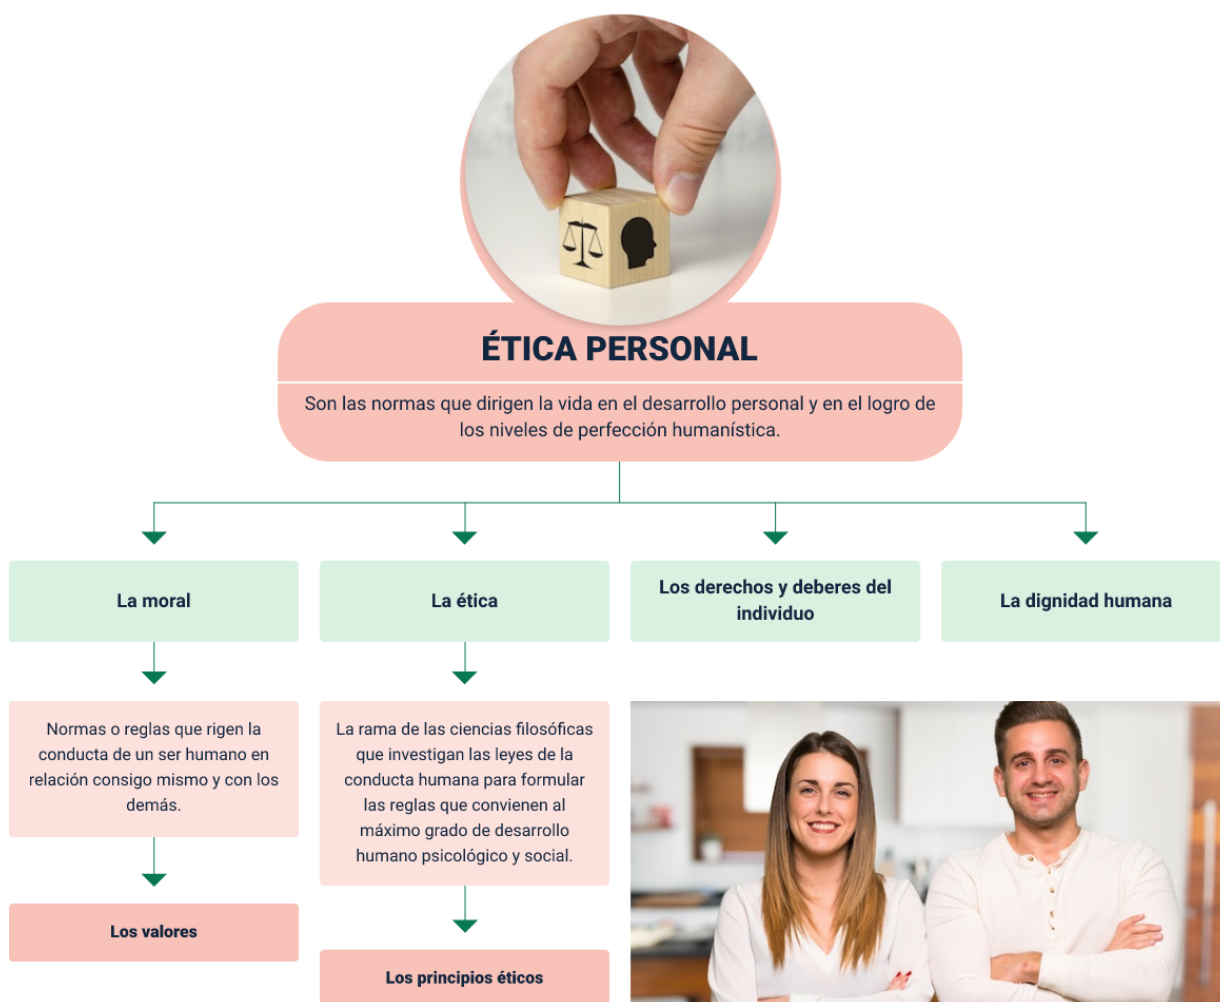 ÉTICA PERSONAL
Son las normas que dirigen la vida en el desarrollo personal y en el logro de
los niveles de perfección humanística.
La moral
La ética
Los derechos y deberes del
individuo
La dignidad humana
Normas o reglas que rigen la
conducta de un ser humano en
relación consigo mismo y con los
demás.
La rama de las ciencias filosóficas
que investigan las leyes de la
conducta humana para formular
las reglas que convienen al
máximo grado de desarrollo
humano psicológico y social.
Los valores
Los principios éticos